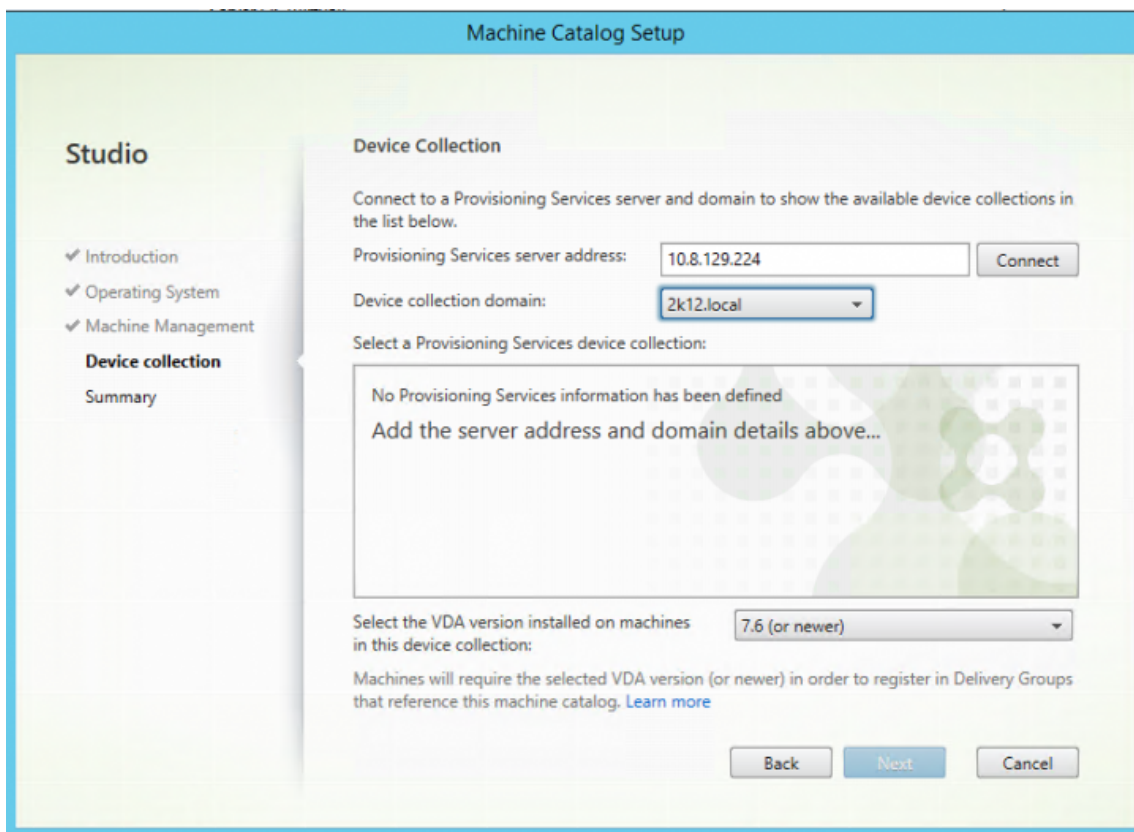 Machine Catalog Setup
Studio
Introduction
Operating System
Machine Management
Device collection
Summary
Device Collection
Connect to a Provisioning Services server and domain to show the available device collections in
the list below.
Provisioning Services server address:
10.8.129.224
Connect
Device collection domain:
2k12.local
Select a Provisioning Services device collection:
No Provisioning Services information has been defined
Add the server address and domain details above...
Select the VDA version installed on machines
in this device collection:
7.6 (or newer)
Machines will require the selected VDA version (or newer) in order to register in Delivery Groups
that reference this machine catalog. Learn more
Back
Next
Cancel